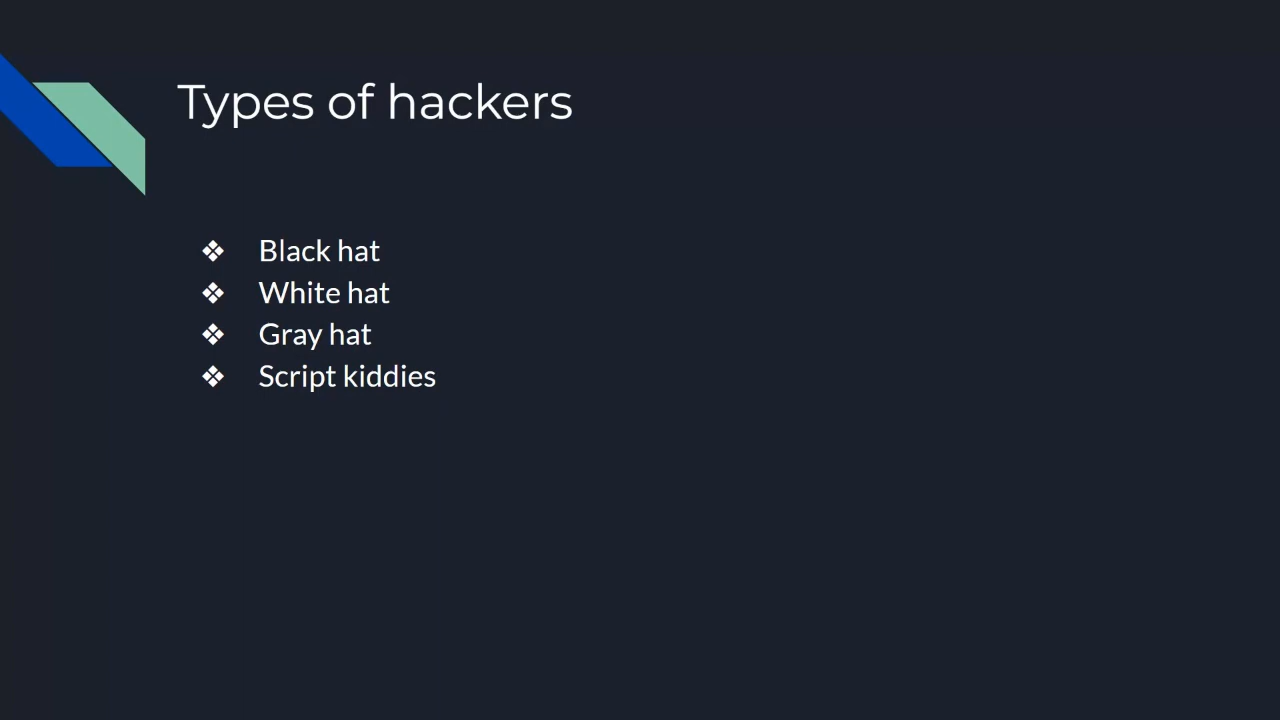 Types of hackers
❖ Black hat
❖ White hat
❖ Gray hat
❖ Script kiddies